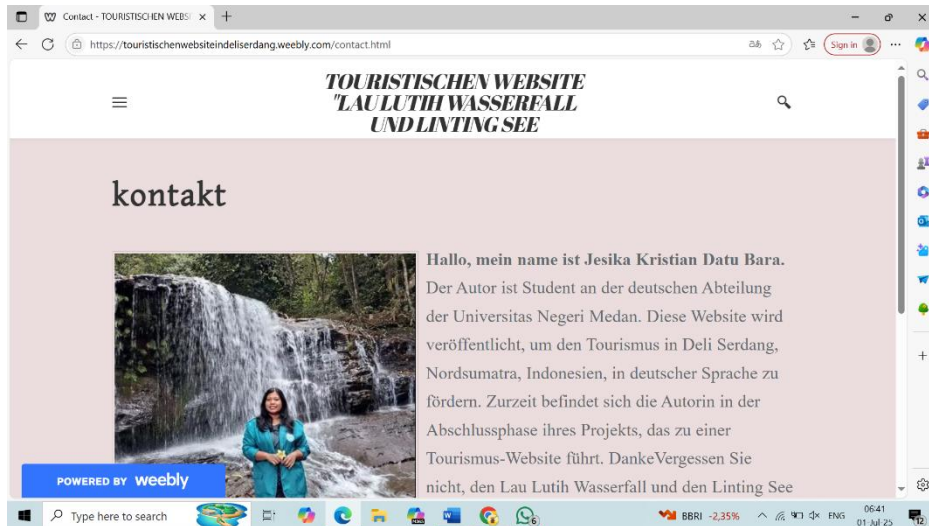 Contact - TOURISTISCHEN WEBSI
https://touristischenwebsiteindeliserdang.weebly.com/contact.html
Sign in
TOURISTISCHEN WEBSITE
"LAU LUTIH WASSERFALL
UND LINTING SEE
kontakt
Hallo, mein name ist Jesika Kristian Datu Bara.
Der Autor ist Student an der deutschen Abteilung
der Universitas Negeri Medan. Diese Website wird
veröffentlicht, um den Tourismus in Deli Serdang,
Nordsumatra, Indonesien, in deutscher Sprache zu
fördern. Zurzeit befindet sich die Autorin in der
Abschlussphase ihres Projekts, das zu einer
Tourismus-Website führt. DankeVergessen Sie
nicht, den Lau Lutih Wasserfall und den Linting See
POWERED BY weebly
Type here to search
BBRI -2,35%
ENG
06:41
01-Jul-25
12